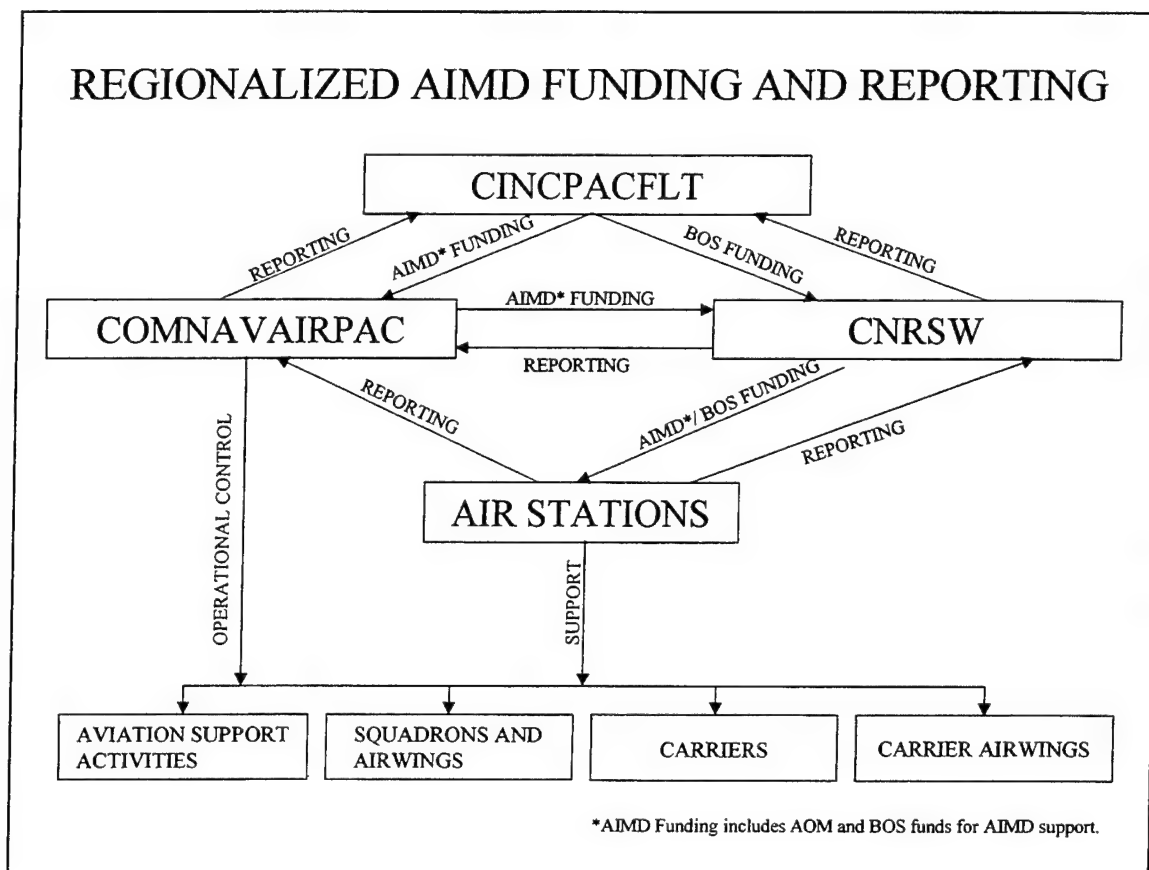 REGIONALIZED AIMD FUNDING AND REPORTING
CINCPACFLT
REPORTING
AIMD* FUNDING
BOS FUNDING
REPORTING
COMNAVAIRPAC
AIMD* FUNDING
CNRSW
REPORTING
REPORTING
AIMD*/ BOS FUNDING
REPORTING
AIR STATIONS
OPERATIONAL CONTROL
SUPPORT
AVIATION SUPPORT
ACTIVITIES
SQUADRONS AND
AIRWINGS
CARRIERS
CARRIER AIRWINGS
*AIMD Funding includes AOM and BOS funds for AIMD support.